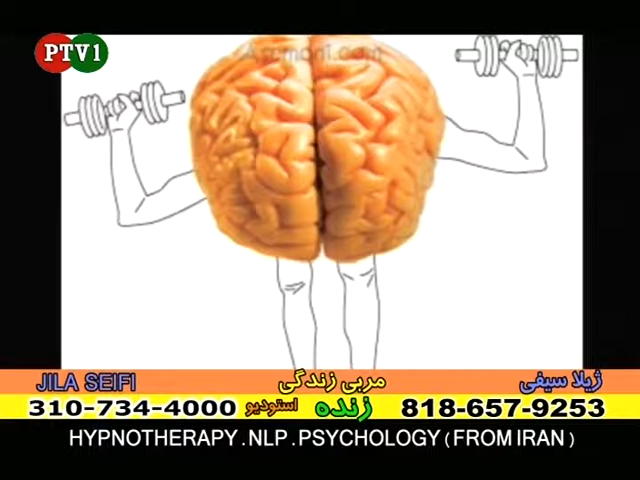 PTV1
JILA SEIFI مربی زندگی ژیلا سیفی
310-734-4000 استودیو زنده 818-657-9253
HYPNOTHERAPY . NLP . PSYCHOLOGY ( FROM IRAN )